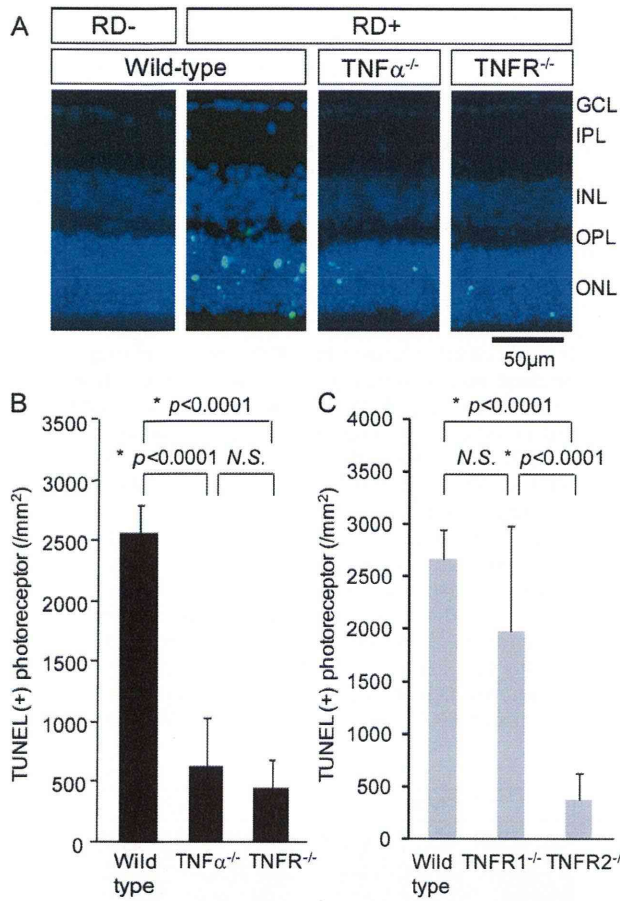 A
RD-
RD+
Wild-type
TNFα-/-
TNFR-/-
GCL
IPL
INL
OPL
ONL
50μm
B
TUNEL (+) photoreceptor (/mm2)
3500
3000
2500
2000
1500
1000
500
0
* p<0.0001
* p<0.0001
N.S.
Wild type
TNFα-/-
TNFR-/-
C
TUNEL (+) photoreceptor (/mm2)
4000
3500
3000
2500
2000
1500
1000
500
0
* p<0.0001
N.S.
* p<0.0001
Wild type
TNFR1-/-
TNFR2-/